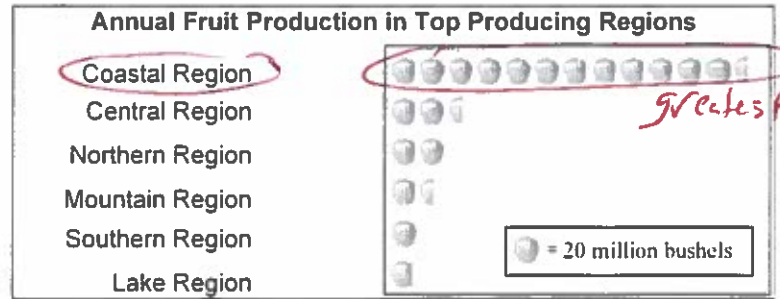 Annual Fruit Production in Top Producing Regions
Coastal Region
Central Region
greatest
Northern Region
Mountain Region
Southern Region
= 20 million bushels
Lake Region